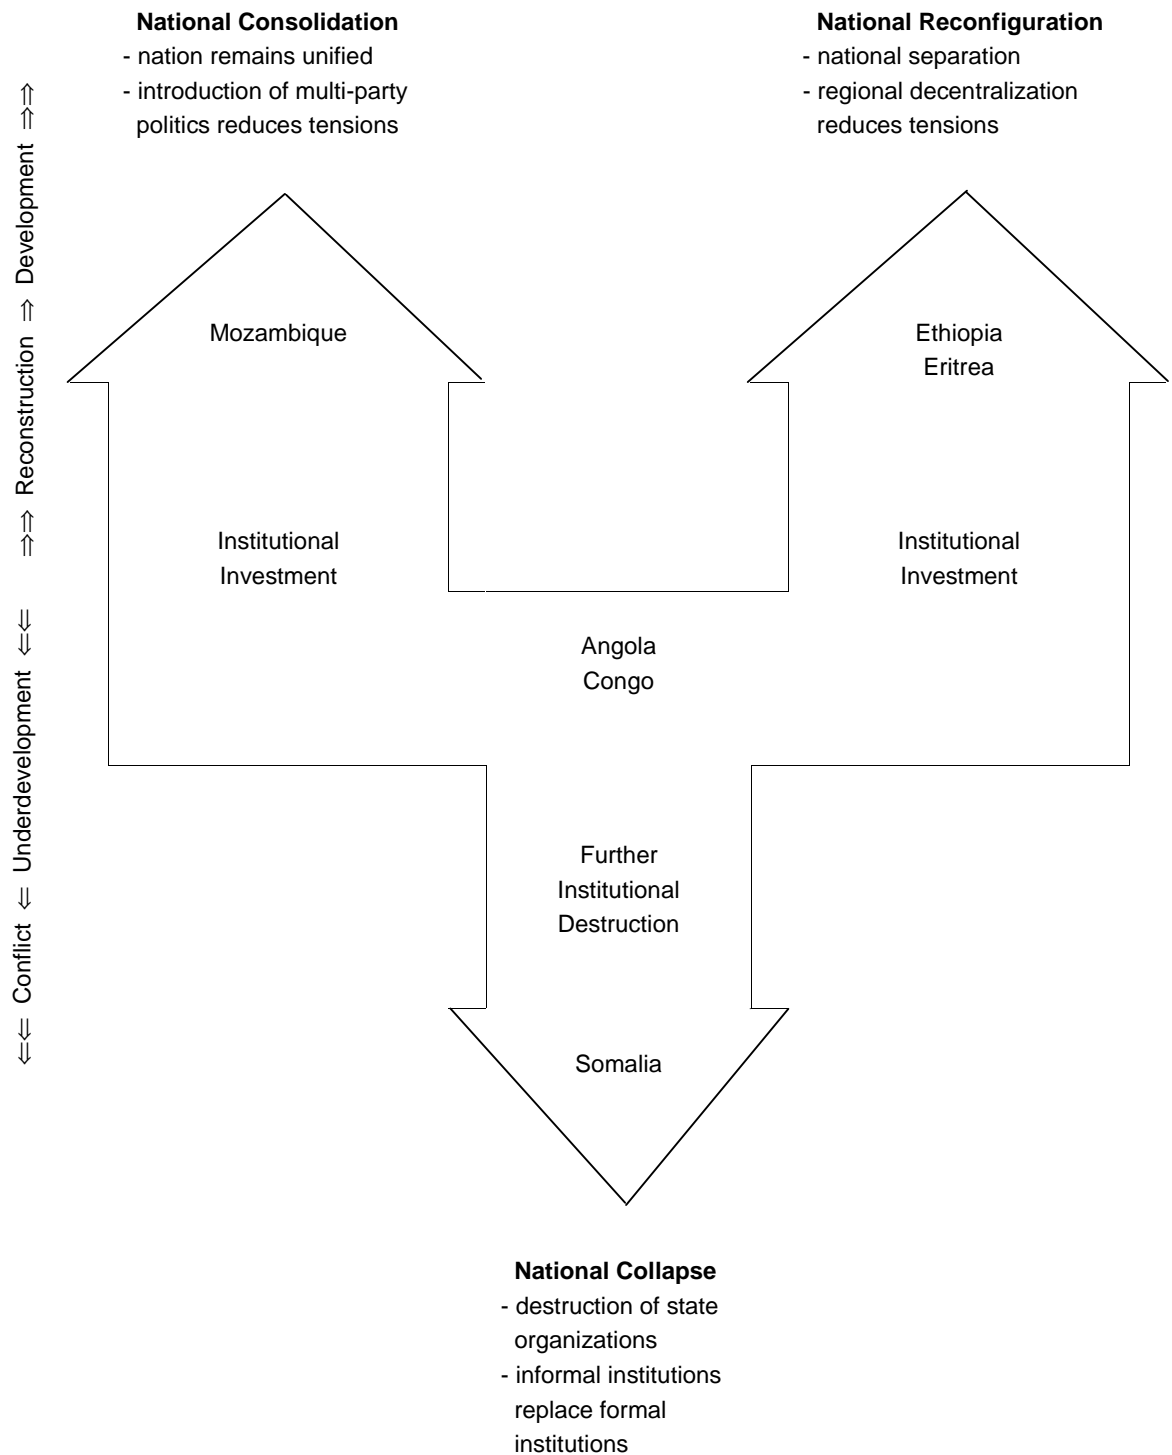 National Consolidation
- nation remains unified
- introduction of multi-party
politics reduces tensions
National Reconfiguration
- national separation
- regional decentralization
reduces tensions
⇐⇐ Conflict ⇐ Underdevelopment ⇐⇐ ⇒⇒ Reconstruction ⇒ Development ⇒⇒
Mozambique
Ethiopia
Eritrea
Institutional
Investment
Institutional
Investment
Angola
Congo
Further
Institutional
Destruction
Somalia
National Collapse
- destruction of state
organizations
- informal institutions
replace formal
institutions